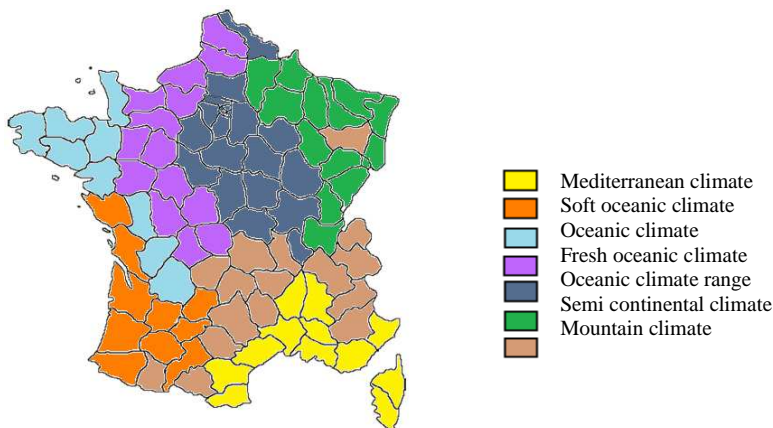 Mediterranean climate
Soft oceanic climate
Oceanic climate
Fresh oceanic climate
Oceanic climate range
Semi continental climate
Mountain climate